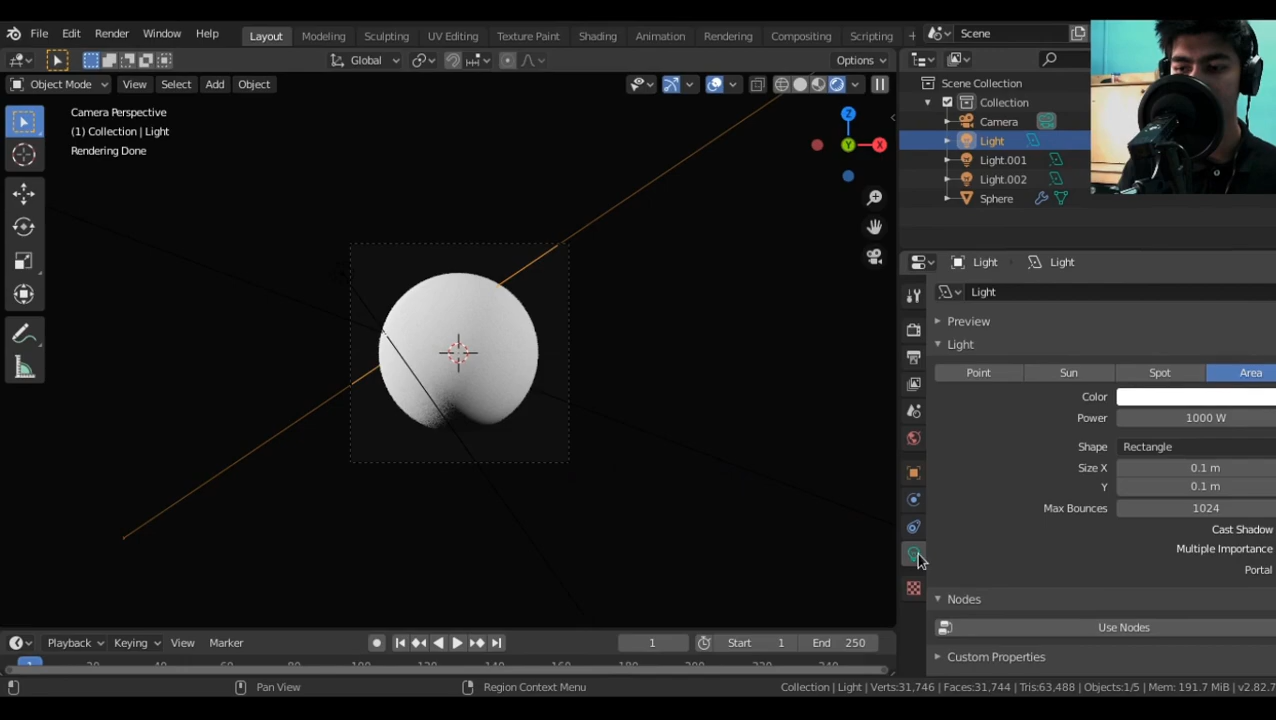 File Edit Render Window Help Layout Modeling Sculpting UV Editing Texture Paint Shading Animation Rendering Compositing Scripting + Scene
Global Options
Object Mode View Select Add Object
Camera Perspective
(1) Collection | Light
Rendering Done
Z
Y
X
Scene Collection
Collection
Camera
Light
Light.001
Light.002
Sphere
Light Light
Light
Preview
Light
Point Sun Spot Area
Color
Power 1000 W
Shape Rectangle
Size X 0.1 m
Y 0.1 m
Max Bounces 1024
Cast Shadow
Multiple Importance
Portal
Nodes
Use Nodes
Custom Properties
Playback Keying View Marker 1 Start 1 End 250
Pan View Region Context Menu Collection | Light | Verts:31,746 | Faces:31,744 | Tris:63,488 | Objects:1/5 | Mem: 191.7 MiB | v2.82.7